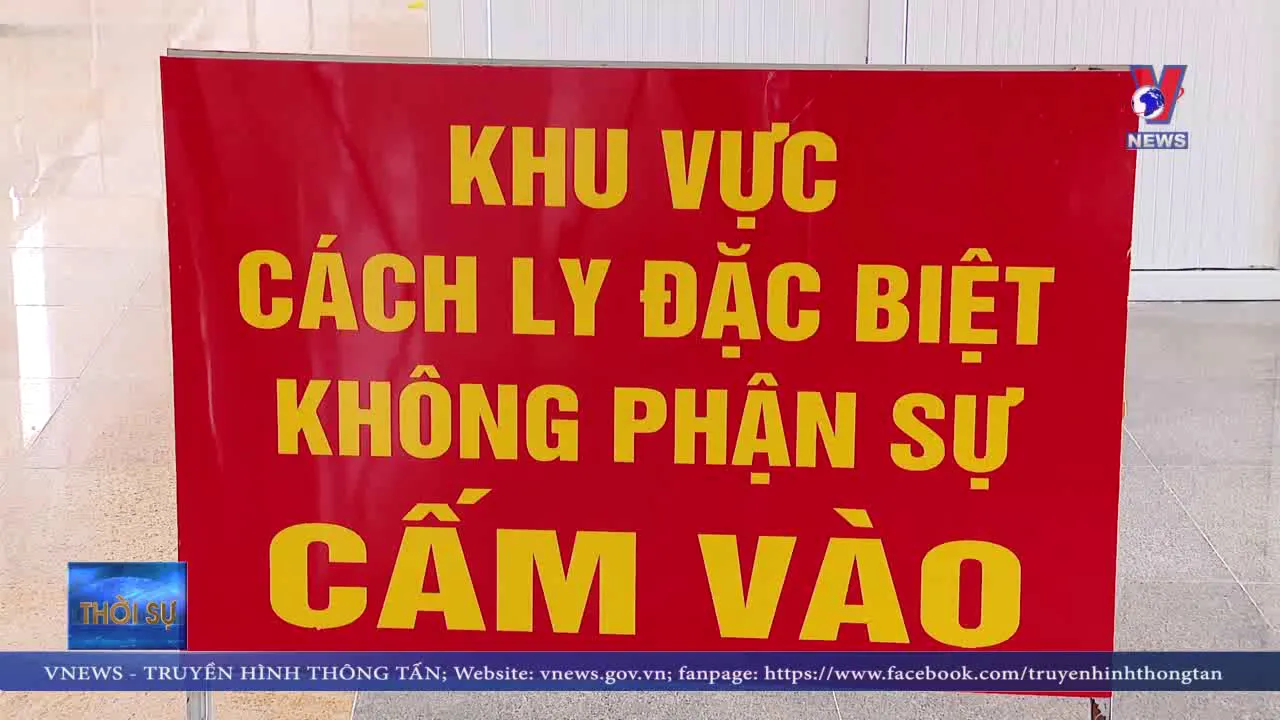 V
NEWS
KHU VỰC
CÁCH LY ĐẶC BIỆT
KHÔNG PHẬN SỰ
CẤM VÀO
THỜI SỰ
VNEWS - TRUYỀN HÌNH THÔNG TẤN; Website: vnews.gov.vn; fanpage: https://www.facebook.com/truyenhinhthongtan